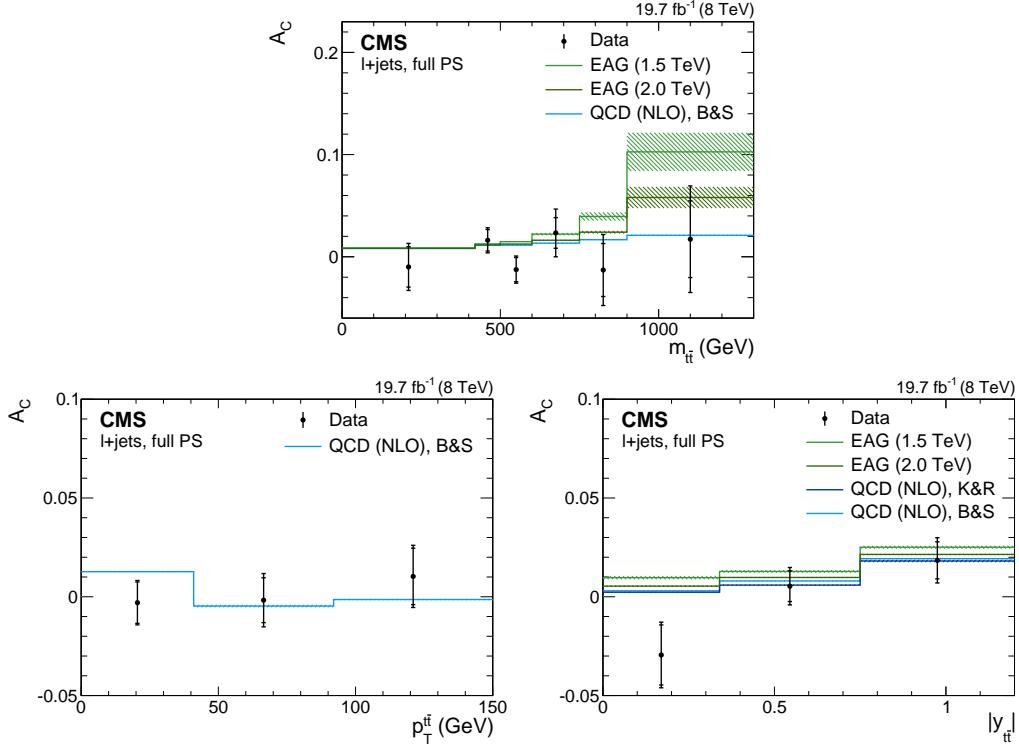 19.7 fb⁻¹ (8 TeV)
A_C
CMS
l+jets, full PS
Data
EAG (1.5 TeV)
EAG (2.0 TeV)
QCD (NLO), B&S
0.2
0.1
0
0 500 1000
m_{tt̄} (GeV)
19.7 fb⁻¹ (8 TeV)
A_C
CMS
l+jets, full PS
Data
QCD (NLO), B&S
0.1
0.05
0
-0.05
0 50 100 150
p_T^{tt̄} (GeV)
19.7 fb⁻¹ (8 TeV)
A_C
CMS
l+jets, full PS
Data
EAG (1.5 TeV)
EAG (2.0 TeV)
QCD (NLO), K&R
QCD (NLO), B&S
0.1
0.05
0
-0.05
0 0.5 1
|y_{tt̄}|